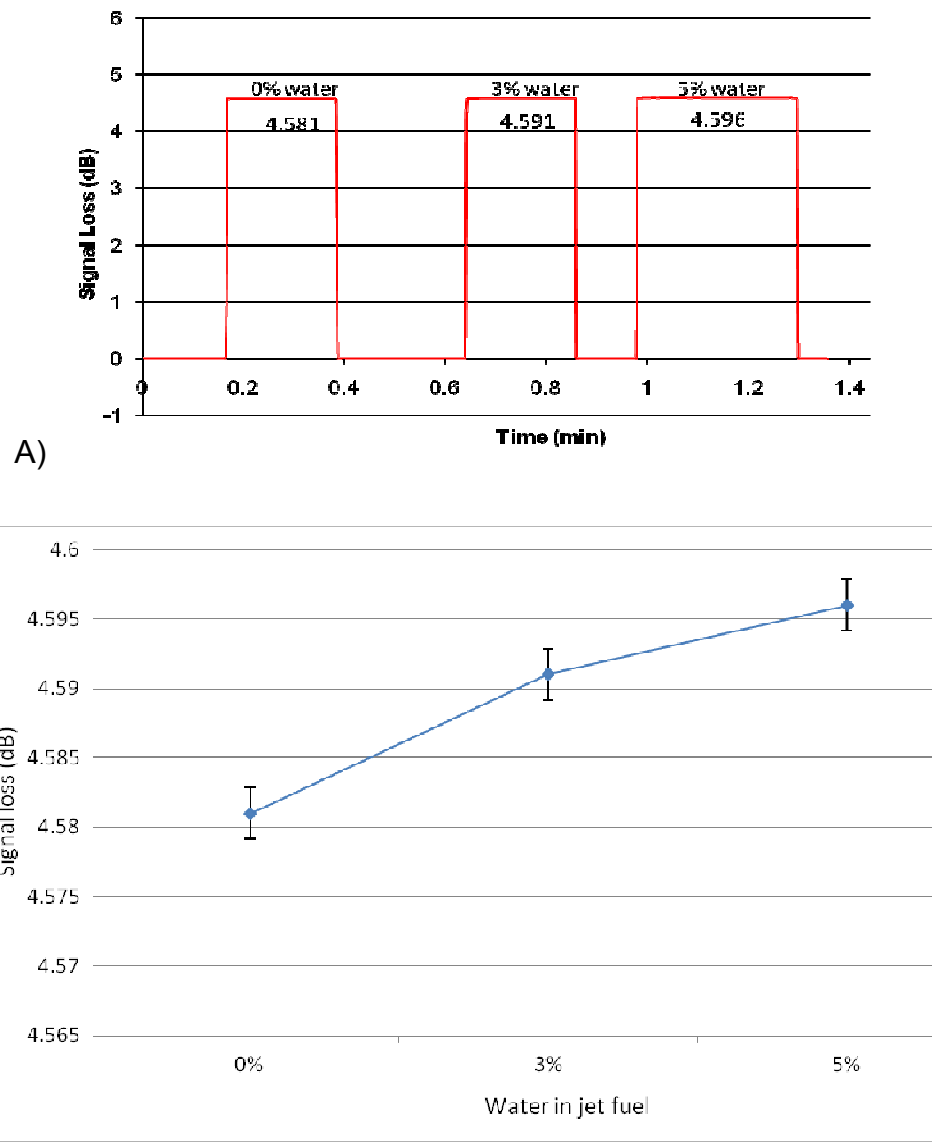 6
5
0% water 3% water 5% water
4.581 4.591 4.596
4
3
2
1
0
0 0.2 0.4 0.6 0.8 1 1.2 1.4
-1
Signal Loss (dB)
Time (min)
A)
4.6
4.595
4.59
4.585
4.58
4.575
4.57
4.565
Signal loss (dB)
0% 3% 5%
Water in jet fuel